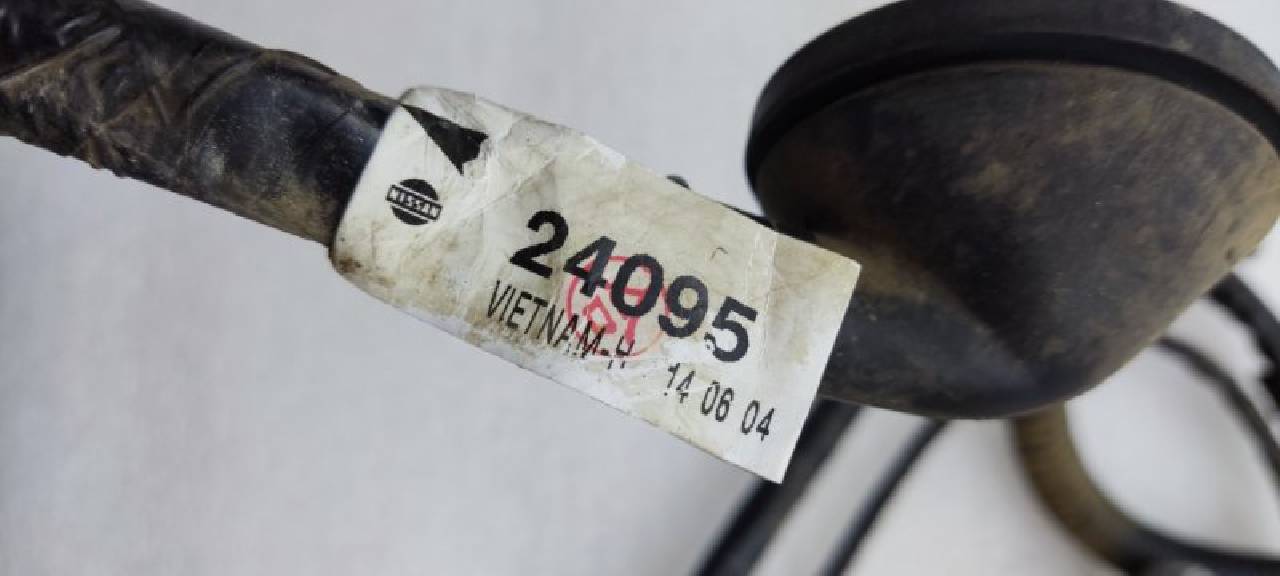 NISSAN
24095
VIETNAM-H
14 06 04